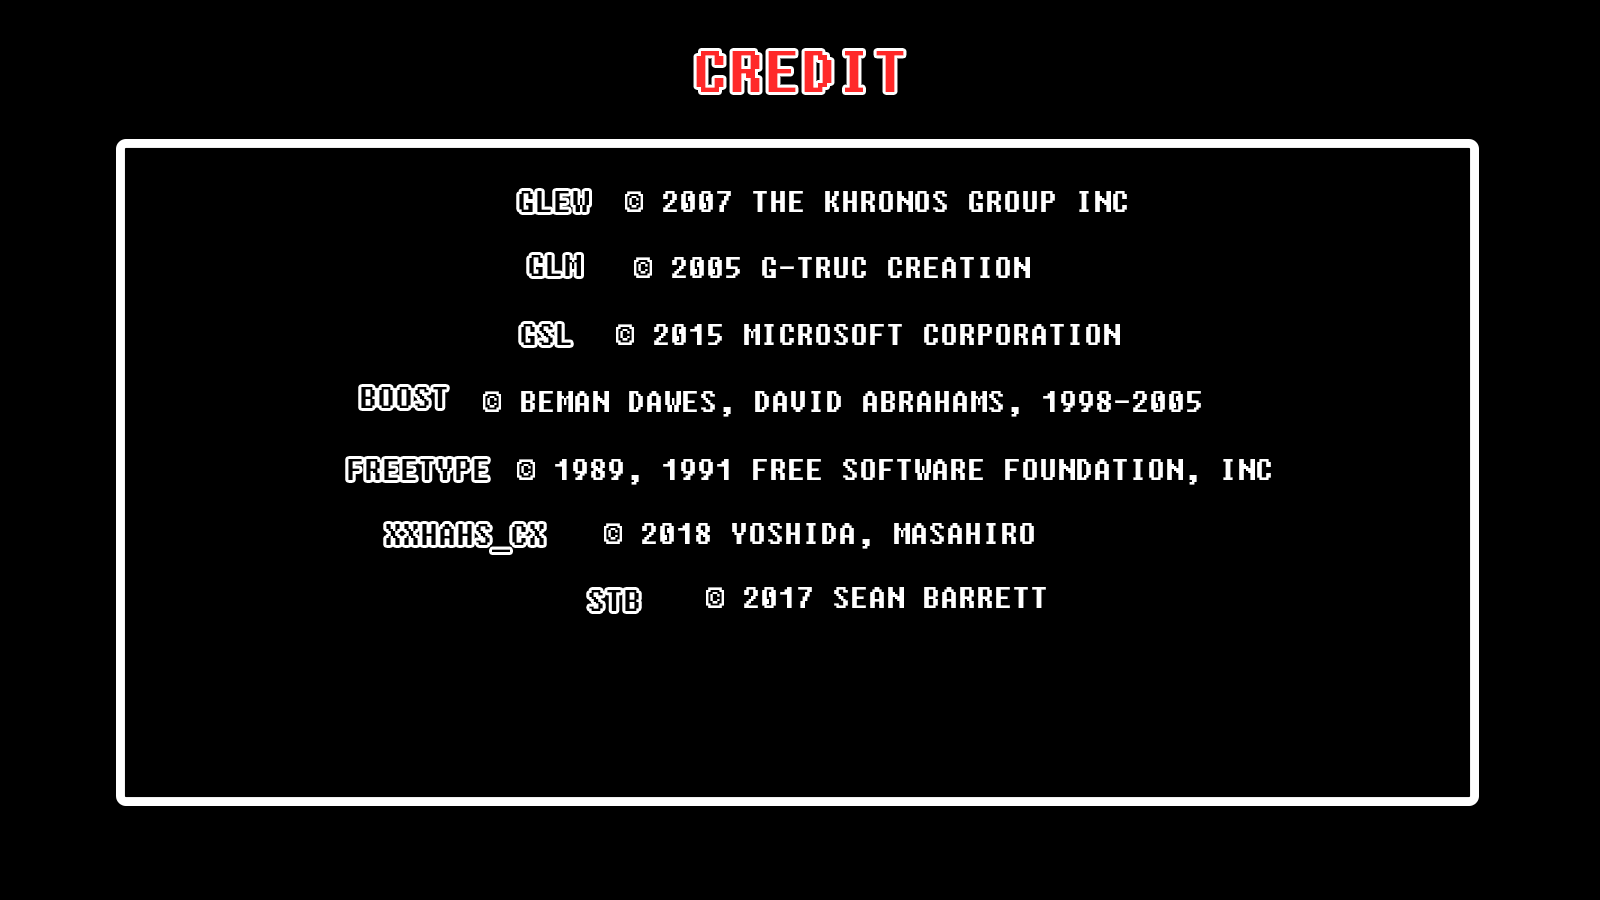 CREDIT
GLEW © 2007 THE KHRONOS GROUP INC
GLM © 2005 G-TRUC CREATION
GSL © 2015 MICROSOFT CORPORATION
BOOST © BEMAN DAWES, DAVID ABRAHAMS, 1998-2005
FREETYPE © 1989, 1991 FREE SOFTWARE FOUNDATION, INC
XXHAHS_CX © 2018 YOSHIDA, MASAHIRO
STB © 2017 SEAN BARRETT